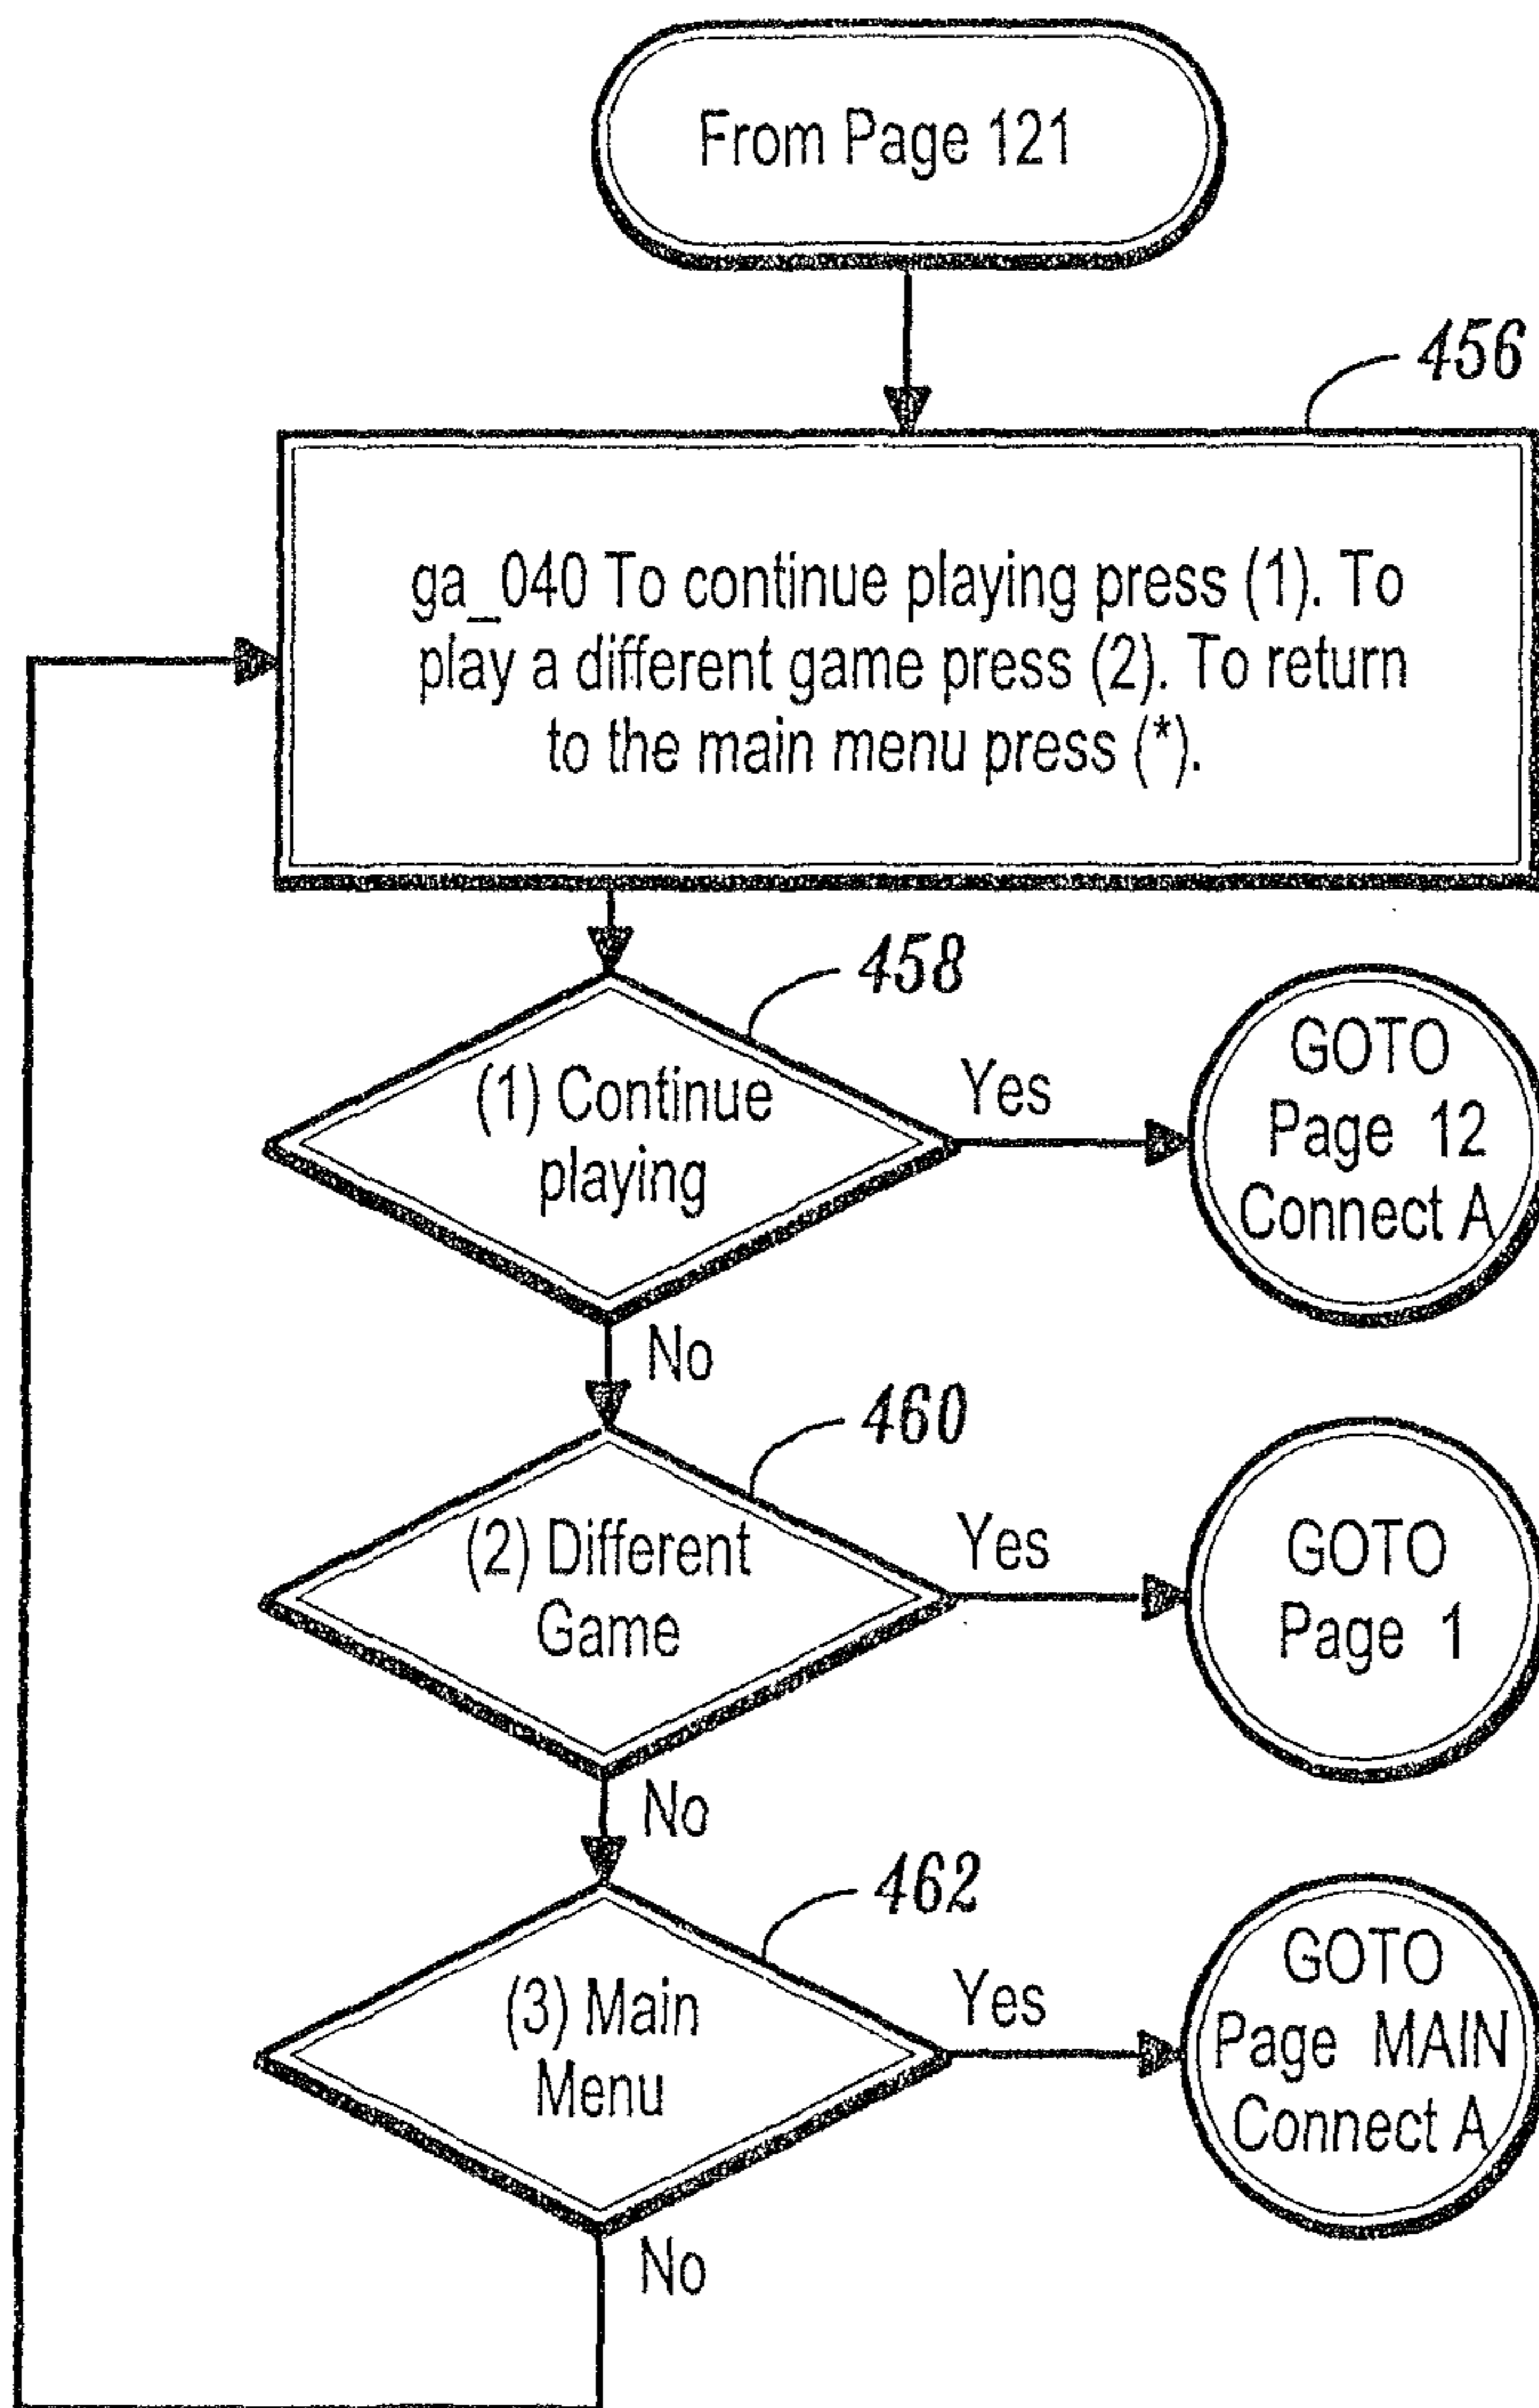 From Page 121
456
ga_040 To continue playing press (1). To
play a different game press (2). To return
to the main menu press (*).
458
(1) Continue
playing
Yes
GOTO
Page 12
Connect A
No
460
(2) Different
Game
Yes
GOTO
Page 1
No
462
(3) Main
Menu
Yes
GOTO
Page MAIN
Connect A
No